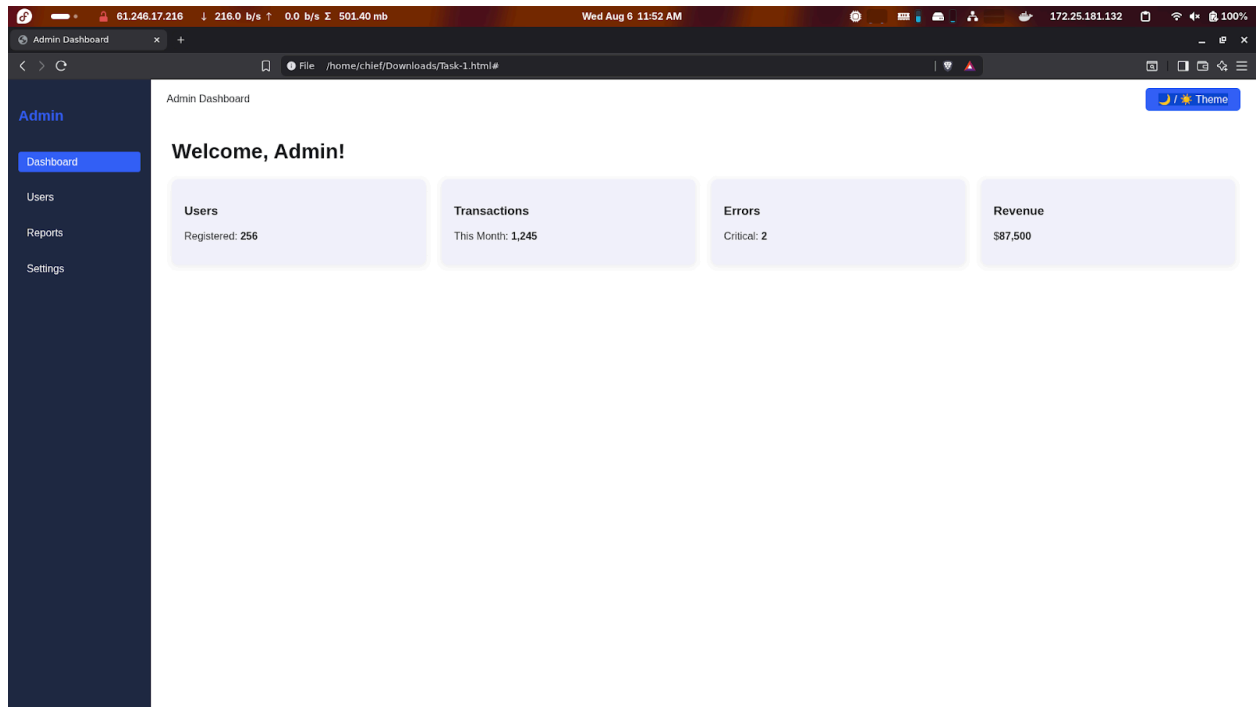 61.246.17.216 ↓ 216.0 b/s ↑ 0.0 b/s Σ 501.40 mb Wed Aug 6 11:52 AM 172.25.181.132 100%
Admin Dashboard × +
File /home/chief/Downloads/Task-1.html#
Admin
Dashboard
Users
Reports
Settings
Admin Dashboard
🌙 / ☀️ Theme
Welcome, Admin!
Users
Registered: 256
Transactions
This Month: 1,245
Errors
Critical: 2
Revenue
$87,500